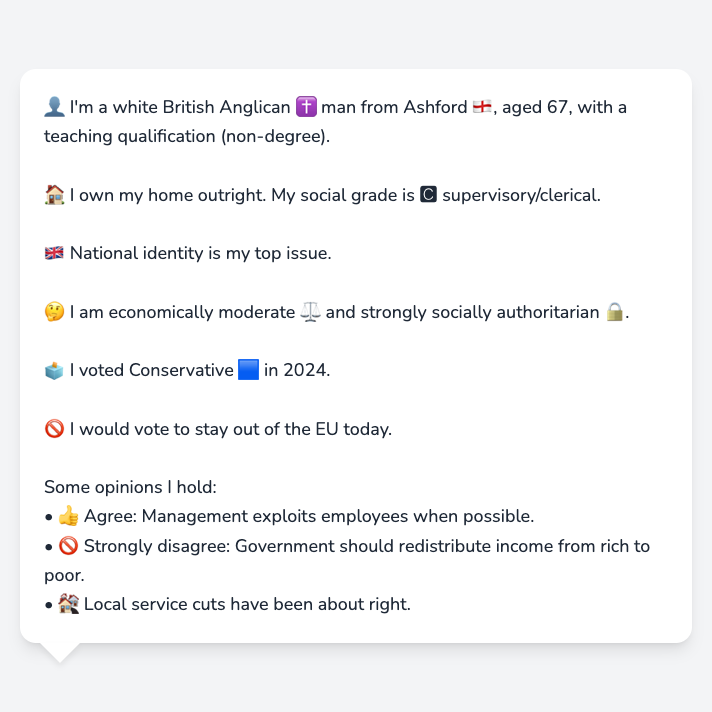 👤 I'm a white British Anglican ✝️ man from Ashford 🏴󠁧󠁢󠁥󠁮󠁧󠁿, aged 67, with a
teaching qualification (non-degree).
🏠 I own my home outright. My social grade is 🅲 supervisory/clerical.
🇬🇧 National identity is my top issue.
🤔 I am economically moderate ⚖️ and strongly socially authoritarian 🔒.
🗳️ I voted Conservative 🟦 in 2024.
🚫 I would vote to stay out of the EU today.
Some opinions I hold:
• 👍 Agree: Management exploits employees when possible.
• 🚫 Strongly disagree: Government should redistribute income from rich to
poor.
• 🏘️ Local service cuts have been about right.